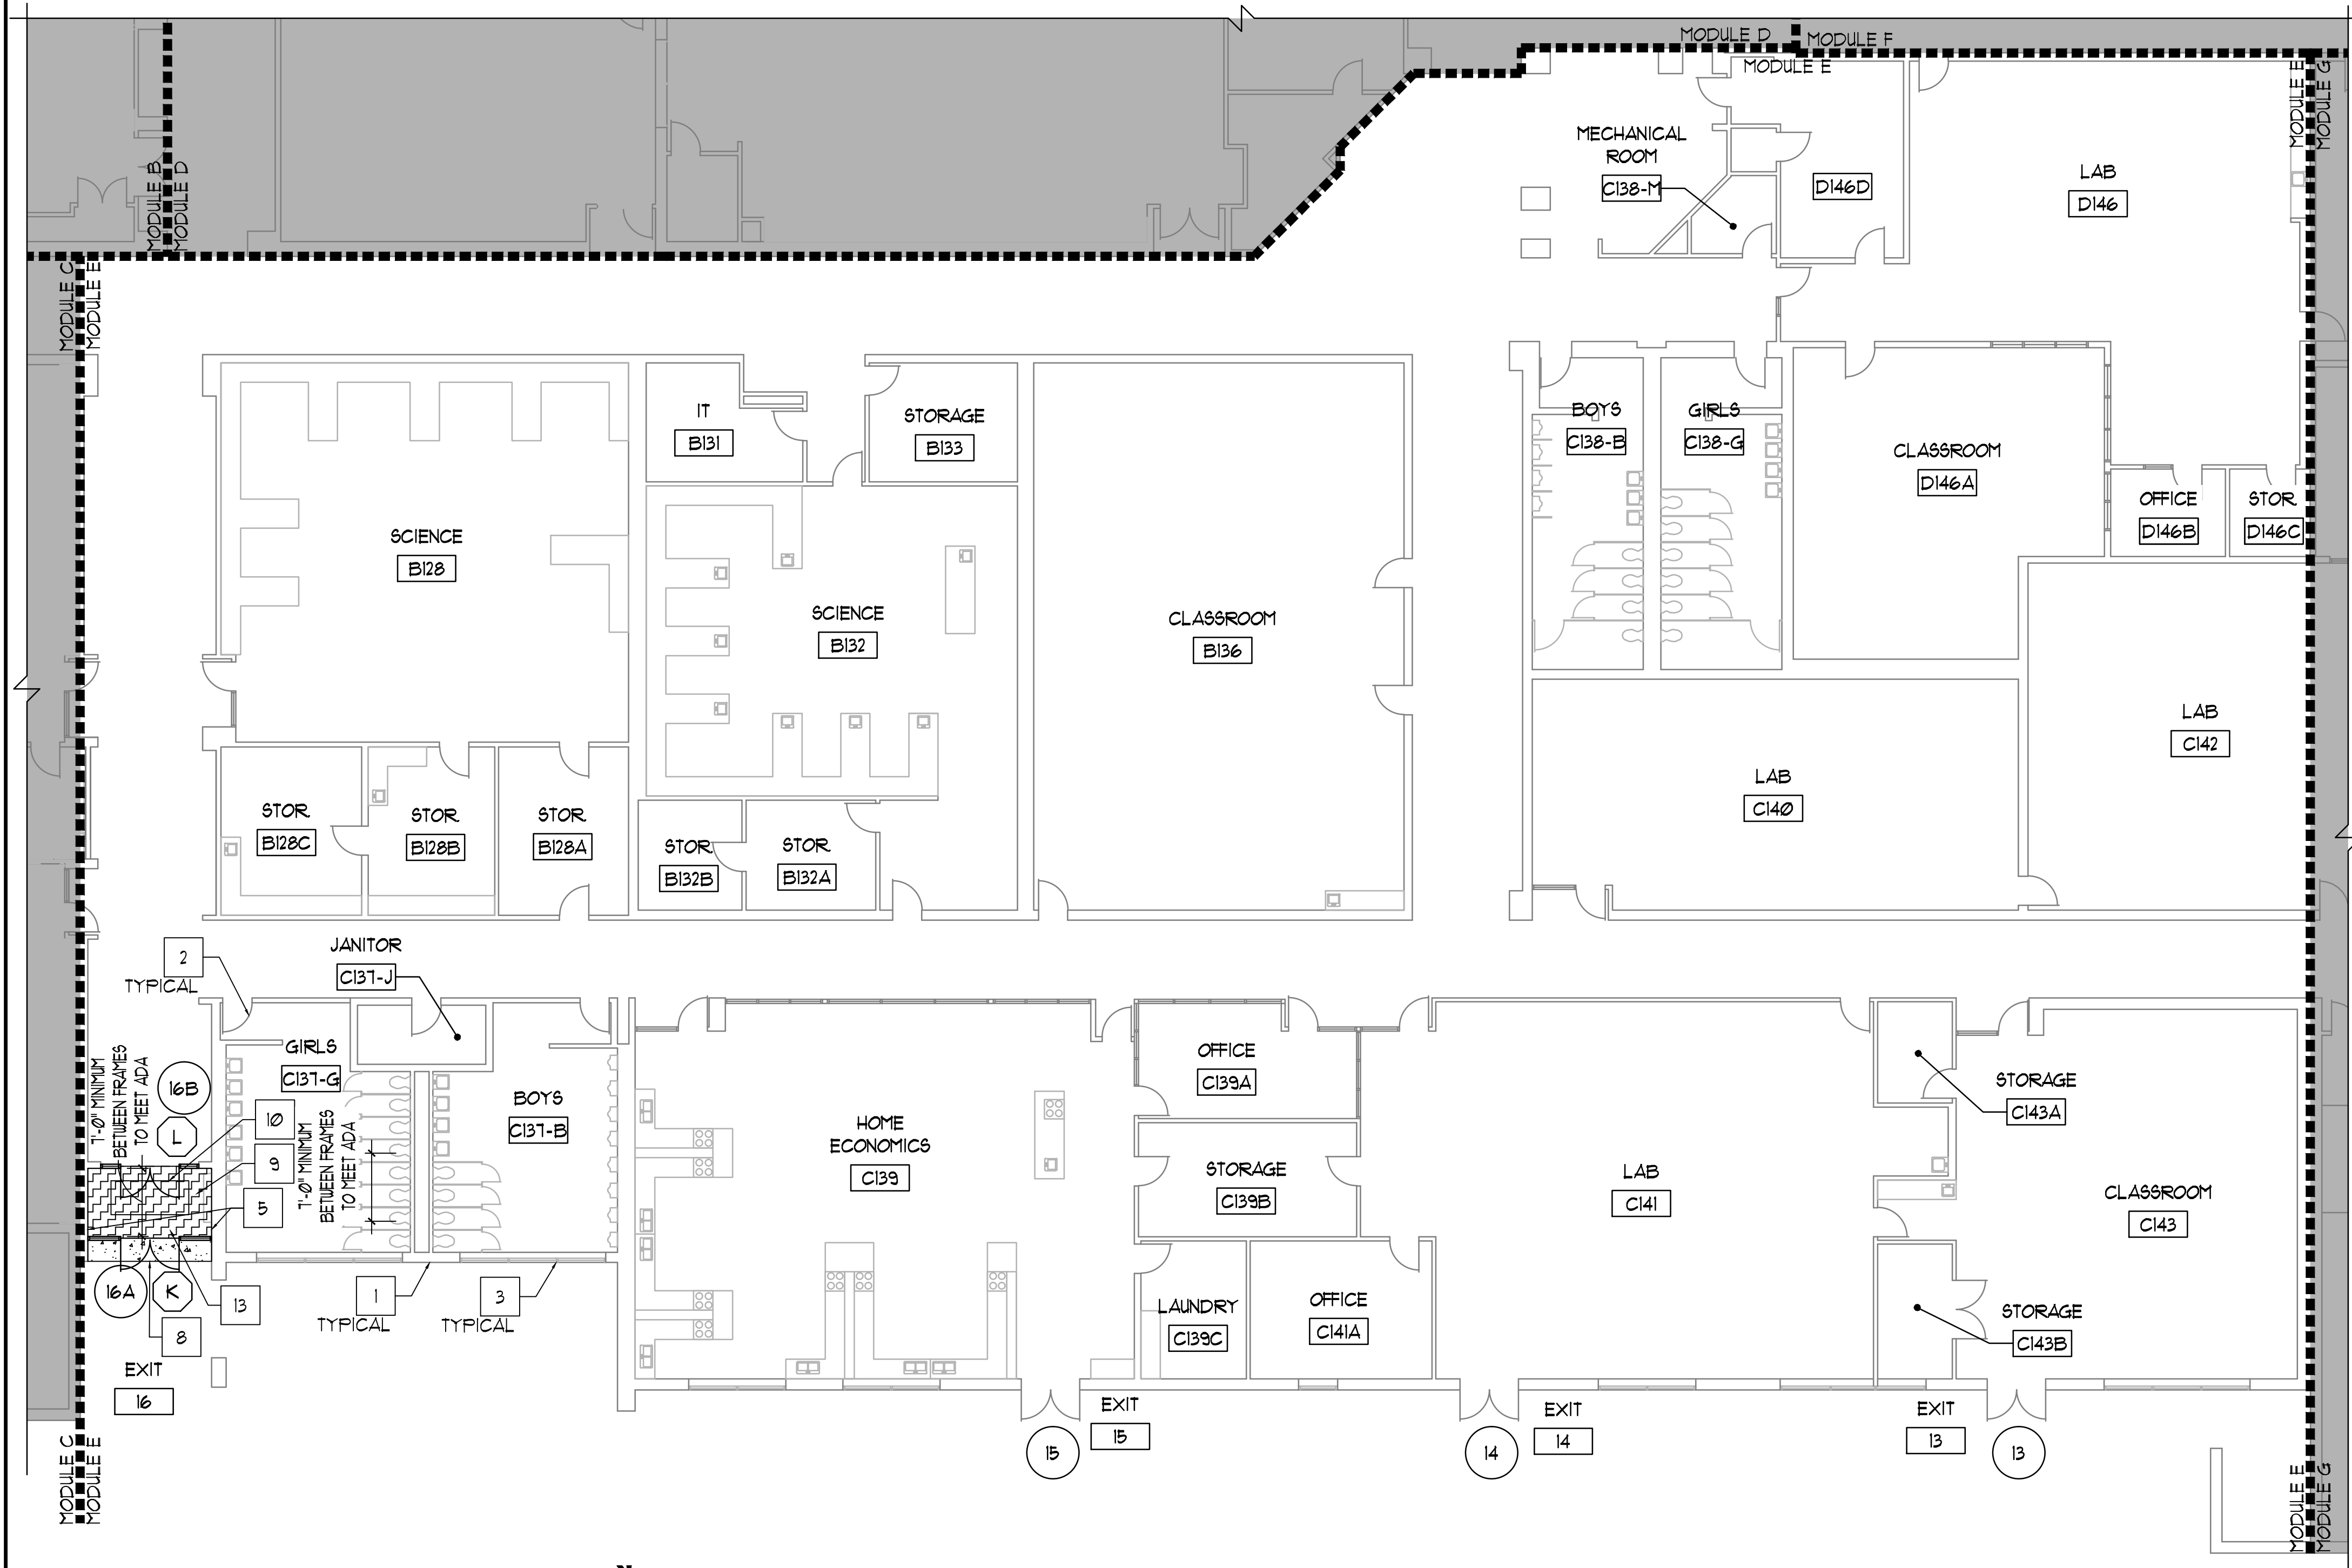 MODULE D
MODULE F
MODULE E
MODULE E
MODULE G
MODULE B
MODULE D
MODULE C
MODULE E
MECHANICAL
ROOM
C138-M
D146D
LAB
D146
IT
B131
STORAGE
B133
BOYS
C138-B
GIRLS
C138-G
CLASSROOM
D146A
OFFICE
D146B
STOR.
D146C
SCIENCE
B128
SCIENCE
B132
CLASSROOM
B136
LAB
C142
LAB
C140
STOR.
B128C
STOR.
B128B
STOR.
B128A
STOR.
B132B
STOR.
B132A
2
TYPICAL
JANITOR
C137-J
7'-0" MINIMUM
BETWEEN FRAMES
TO MEET ADA
16B
L
GIRLS
C137-G
10
9
5
7'-0" MINIMUM
BETWEEN FRAMES
TO MEET ADA
BOYS
C137-B
HOME
ECONOMICS
C139
OFFICE
C139A
STORAGE
C139B
LAUNDRY
C139C
OFFICE
C141A
LAB
C141
STORAGE
C143A
CLASSROOM
C143
STORAGE
C143B
16A
K
13
8
1
TYPICAL
3
TYPICAL
EXIT
16
15
EXIT
15
14
EXIT
14
EXIT
13
13
MODULE C
MODULE E
MODULE E
MODULE G